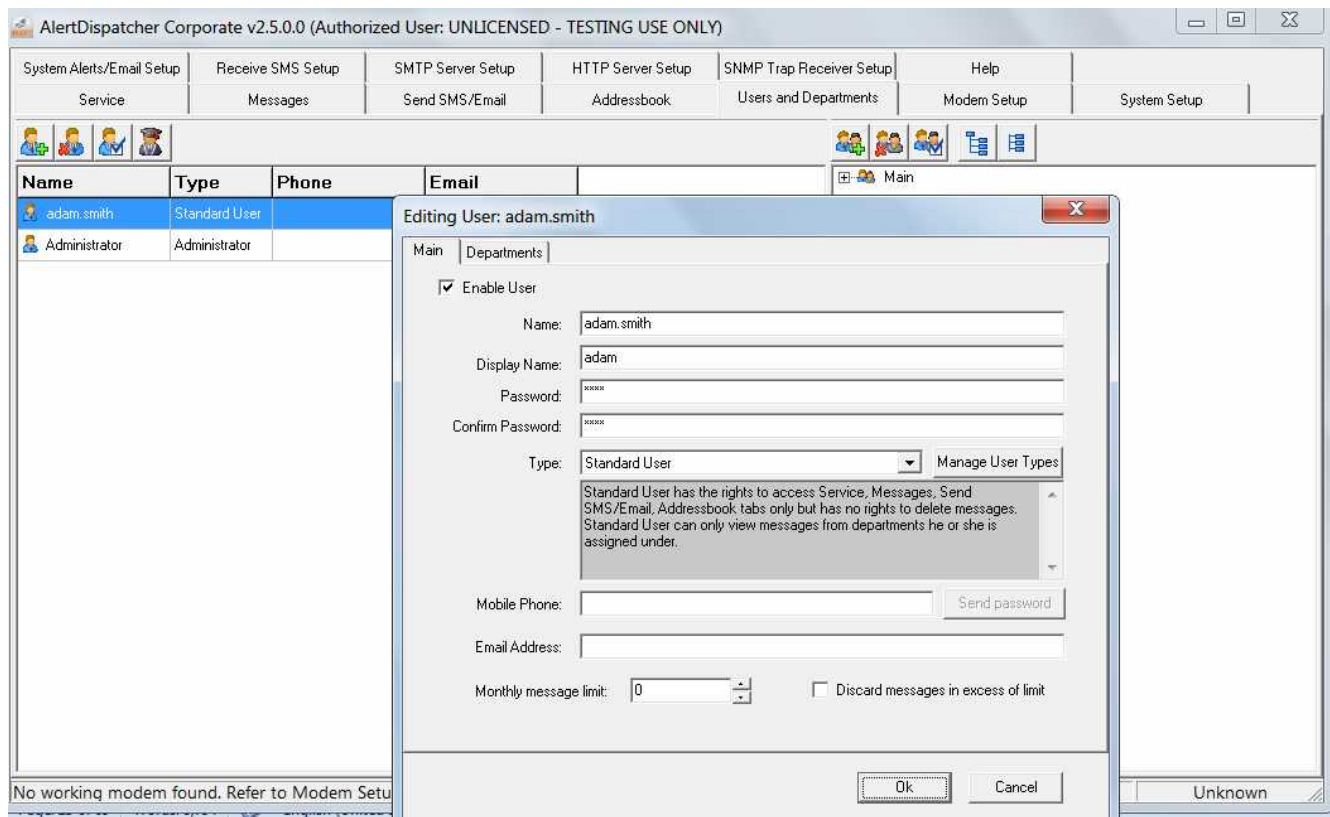 AlertDispatcher Corporate v2.5.0.0 (Authorized User: UNLICENSED - TESTING USE ONLY)
System Alerts/Email Setup Receive SMS Setup SMTP Server Setup HTTP Server Setup SNMP Trap Receiver Setup Help
Service Messages Send SMS/Email Addressbook Users and Departments Modem Setup System Setup
Name Type Phone Email
Main
adam.smith Standard User
Administrator Administrator
Editing User: adam.smith
Main Departments
Enable User
Name: adam.smith
Display Name: adam
Password: ****
Confirm Password: ****
Type: Standard User Manage User Types
Standard User has the rights to access Service, Messages, Send
SMS/Email, Addressbook tabs only but has no rights to delete messages.
Standard User can only view messages from departments he or she is
assigned under.
Mobile Phone: Send password
Email Address:
Monthly message limit: 0 Discard messages in excess of limit
Ok Cancel
No working modem found. Refer to Modem Setu Unknown